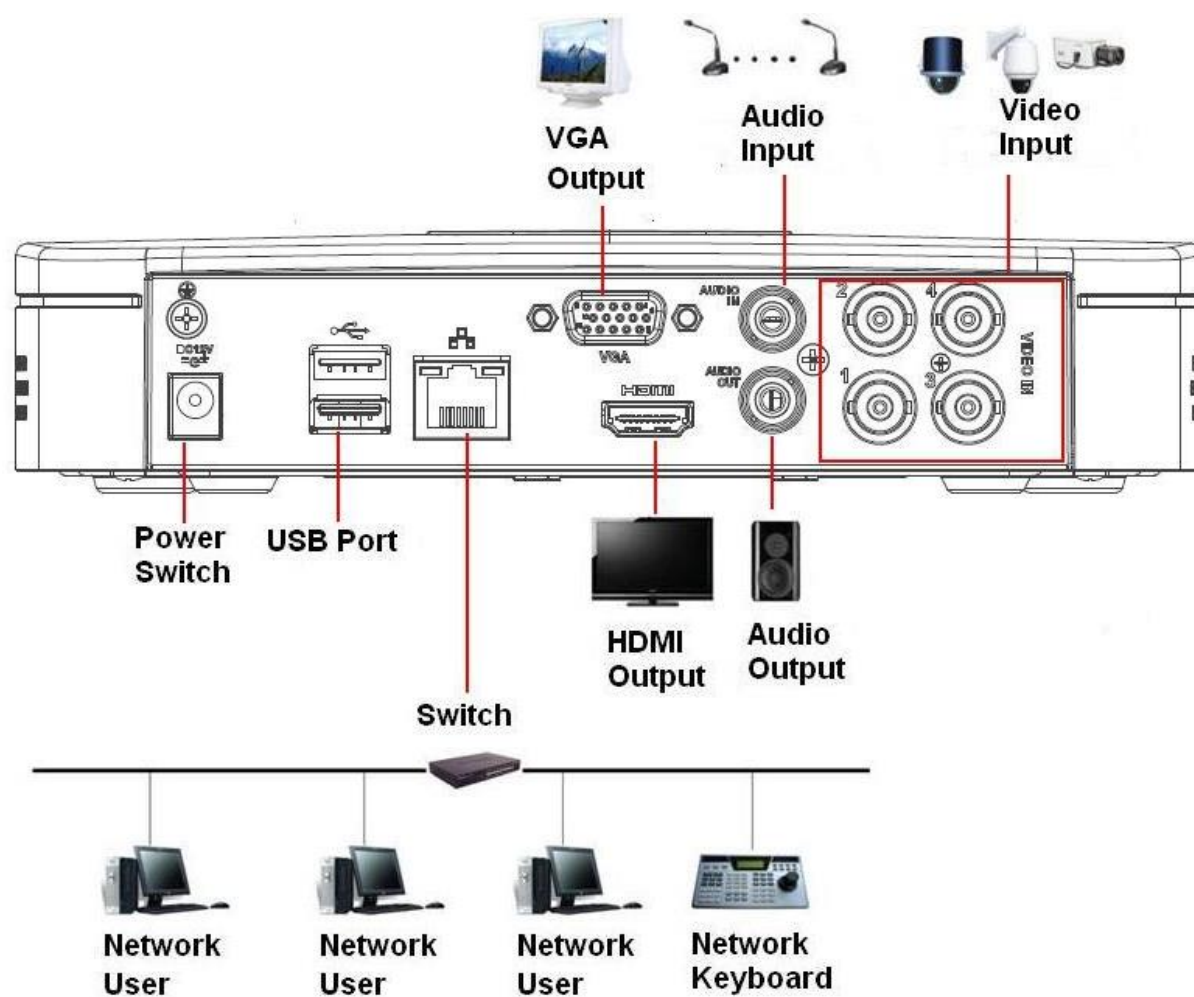 VGA
Output
Audio
Input
Video
Input
AUDIO
IN
2
4
DC12V
VGA
VIDEO IN
HDMI
AUDIO
OUT
1
3
Power
Switch
USB Port
HDMI
Output
Audio
Output
Switch
Network
User
Network
User
Network
User
Network
Keyboard